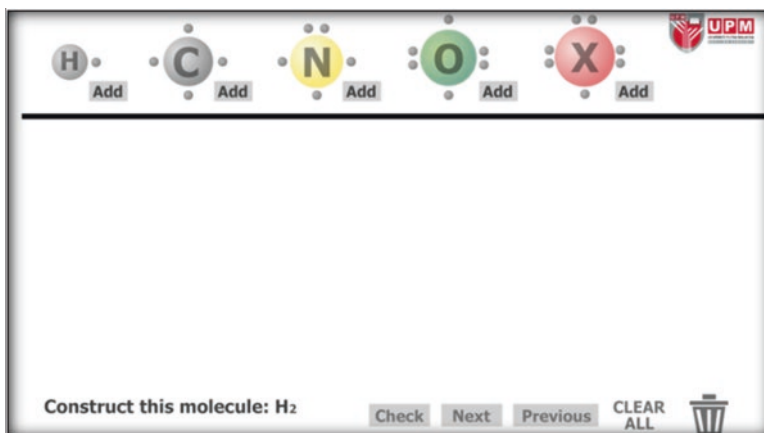 H C N O X
UPM
Add Add Add Add Add
Construct this molecule: H₂
Check Next Previous CLEAR ALL